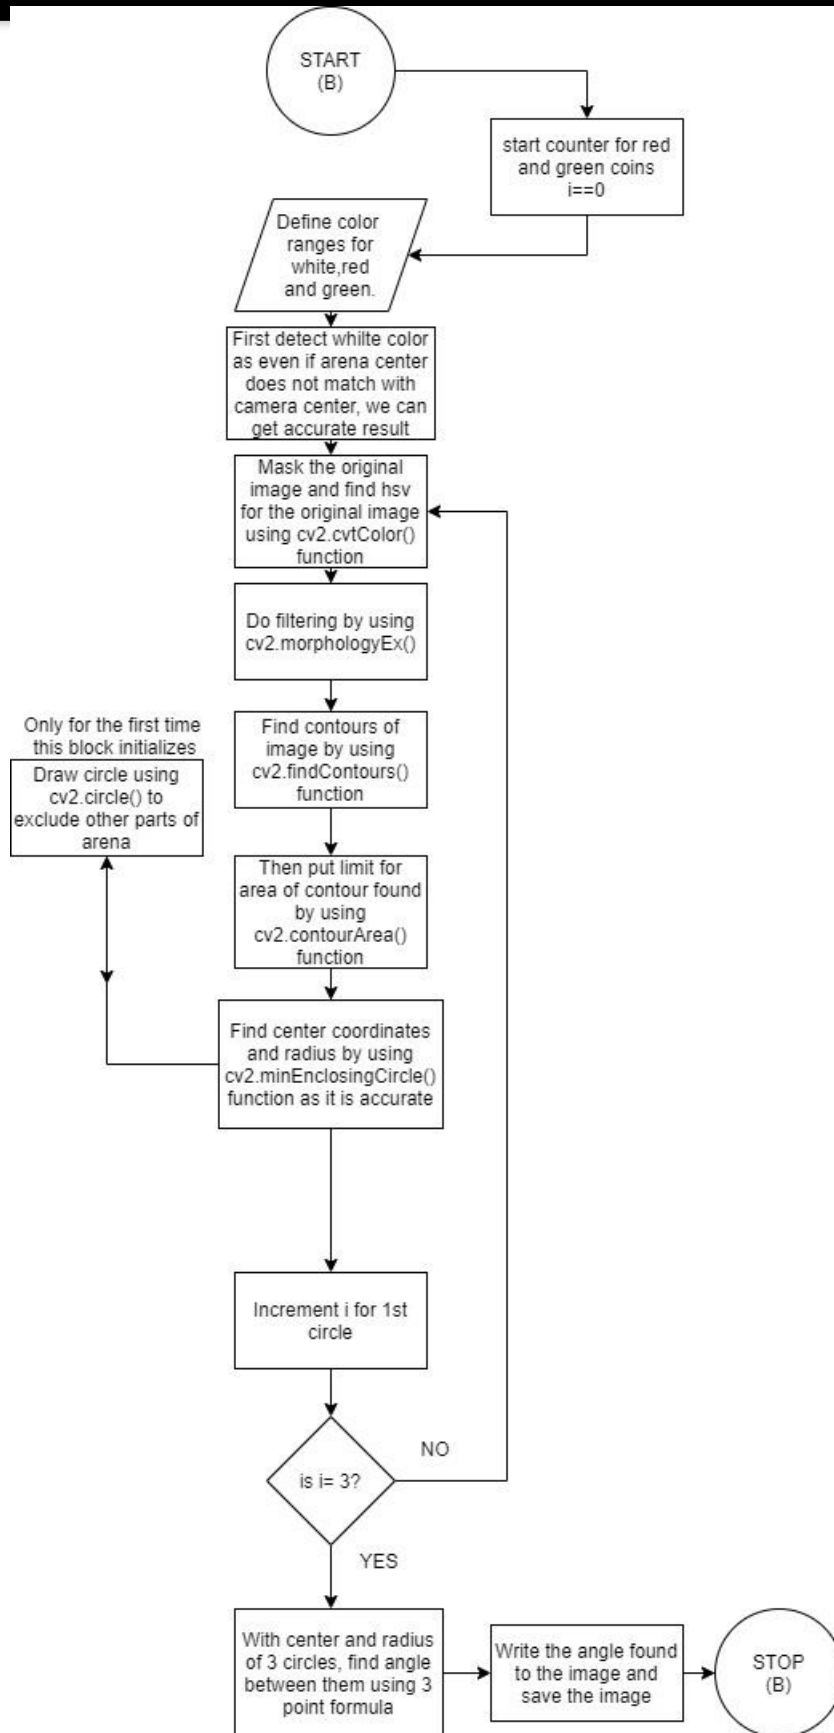 START
(B)
start counter for red
and green coins
i==0
Define color
ranges for
white,red
and green.
First detect whilte color
as even if arena center
does not match with
camera center, we can
get accurate result
Mask the original
image and find hsv
for the original image
using cv2.cvtColor()
function
Do filtering by using
cv2.morphologyEx()
Find contours of
image by using
cv2.findContours()
function
Only for the first time
this block initializes
Draw circle using
cv2.circle() to
exclude other parts of
arena
Then put limit for
area of contour found
by using
cv2.contourArea()
function
Find center coordinates
and radius by using
cv2.minEnclosingCircle()
function as it is accurate
Increment i for 1st
circle
is i= 3?
NO
YES
With center and radius
of 3 circles, find angle
between them using 3
point formula
Write the angle found
to the image and
save the image
STOP
(B)